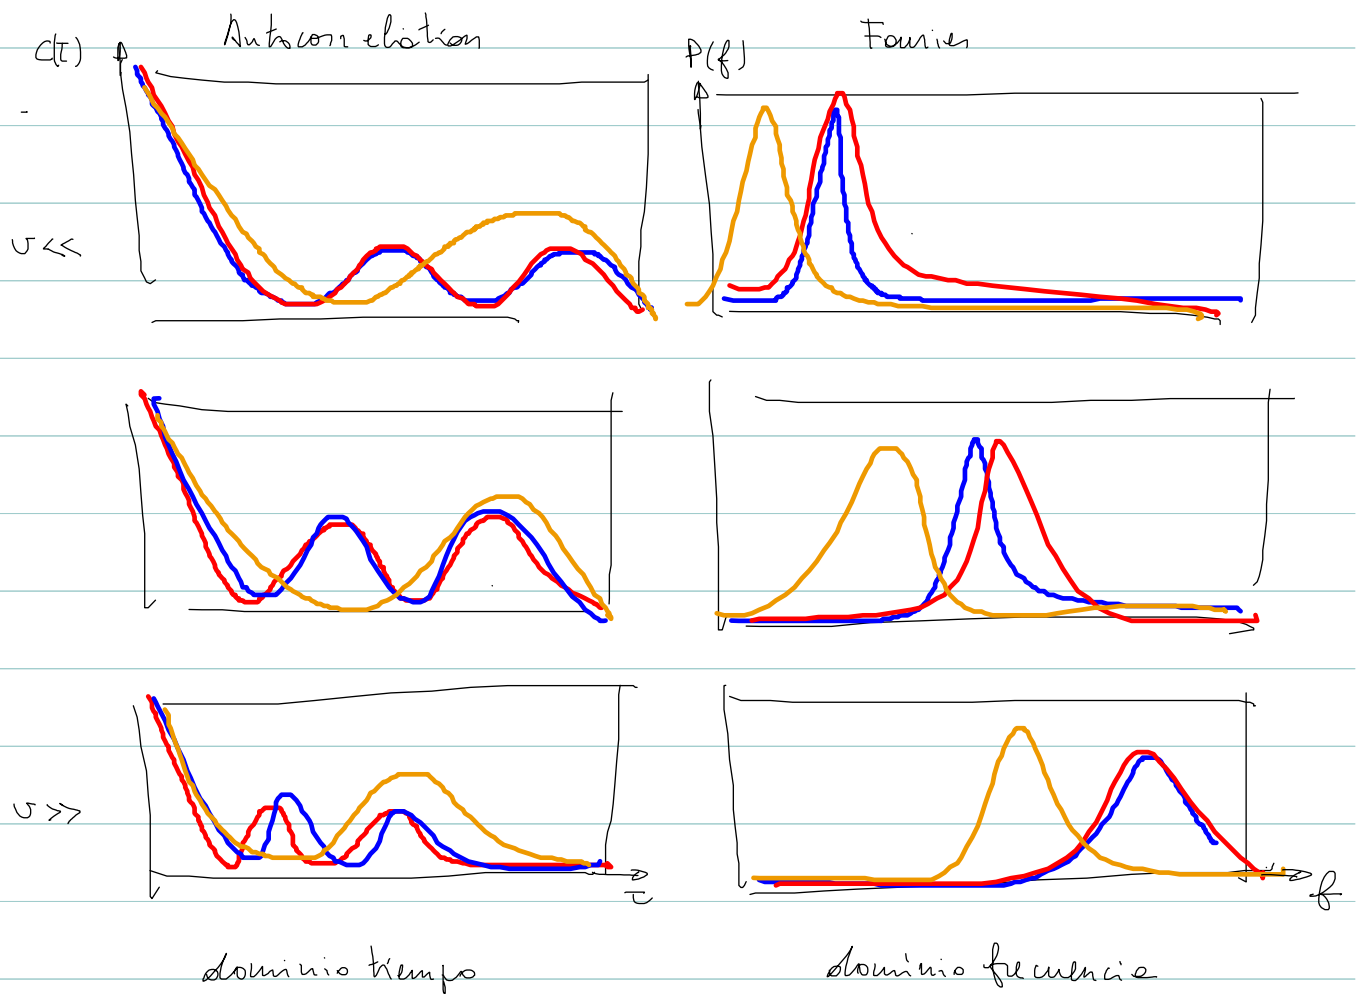 Autocorrelation
Fourier
C(τ)
P(f)
v <<
v >>
τ
f
dominio tiempo
dominio frecuencia